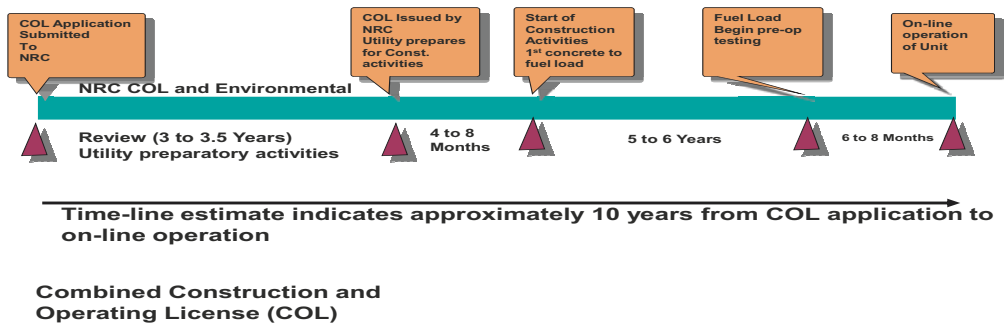 COL Application
Submitted
To
NRC
COL Issued by
NRC
Utility prepares
for Const.
activities
Start of
Construction
Activities
1st concrete to
fuel load
Fuel Load
Begin pre-op
testing
On-line
operation
of Unit
NRC COL and Environmental
Review (3 to 3.5 Years)
Utility preparatory activities
4 to 8
Months
5 to 6 Years
6 to 8 Months
Time-line estimate indicates approximately 10 years from COL application to
on-line operation
Combined Construction and
Operating License (COL)